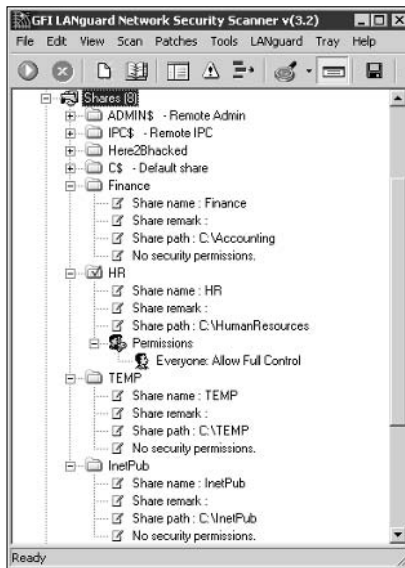 GFI LANguard Network Security Scanner v(3.2)
File Edit View Scan Patches Tools LANguard Tray Help
Shares (8)
ADMIN$ - Remote Admin
IPC$ - Remote IPC
Here2Bhacked
C$ - Default share
Finance
Share name : Finance
Share remark :
Share path : C:\Accounting
No security permissions.
HR
Share name : HR
Share remark :
Share path : C:\HumanResources
Permissions
Everyone: Allow Full Control
TEMP
Share name : TEMP
Share remark :
Share path : C:\TEMP
No security permissions.
InetPub
Share name : InetPub
Share remark :
Share path : C:\InetPub
No security permissions.
Ready